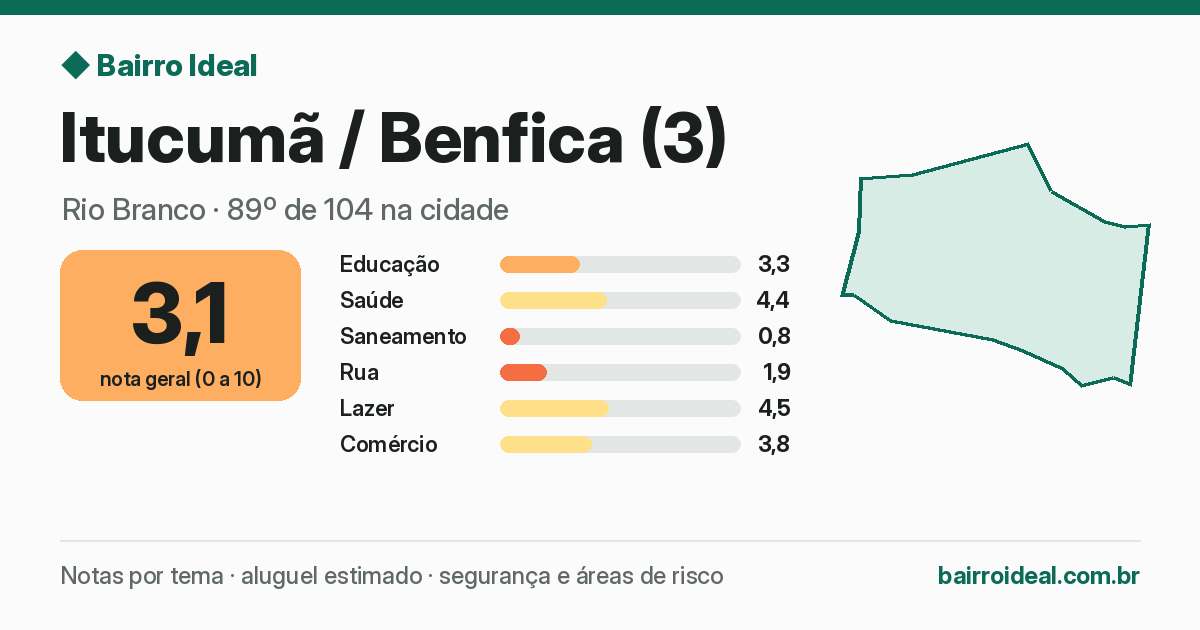 Bairro Ideal
Itucumã / Benfica (3)
Rio Branco · 89º de 104 na cidade
3,1
nota geral (0 a 10)
Educação 3,3
Saúde 4,4
Saneamento 0,8
Rua 1,9
Lazer 4,5
Comércio 3,8
Notas por tema · aluguel estimado · segurança e áreas de risco
bairroideal.com.br